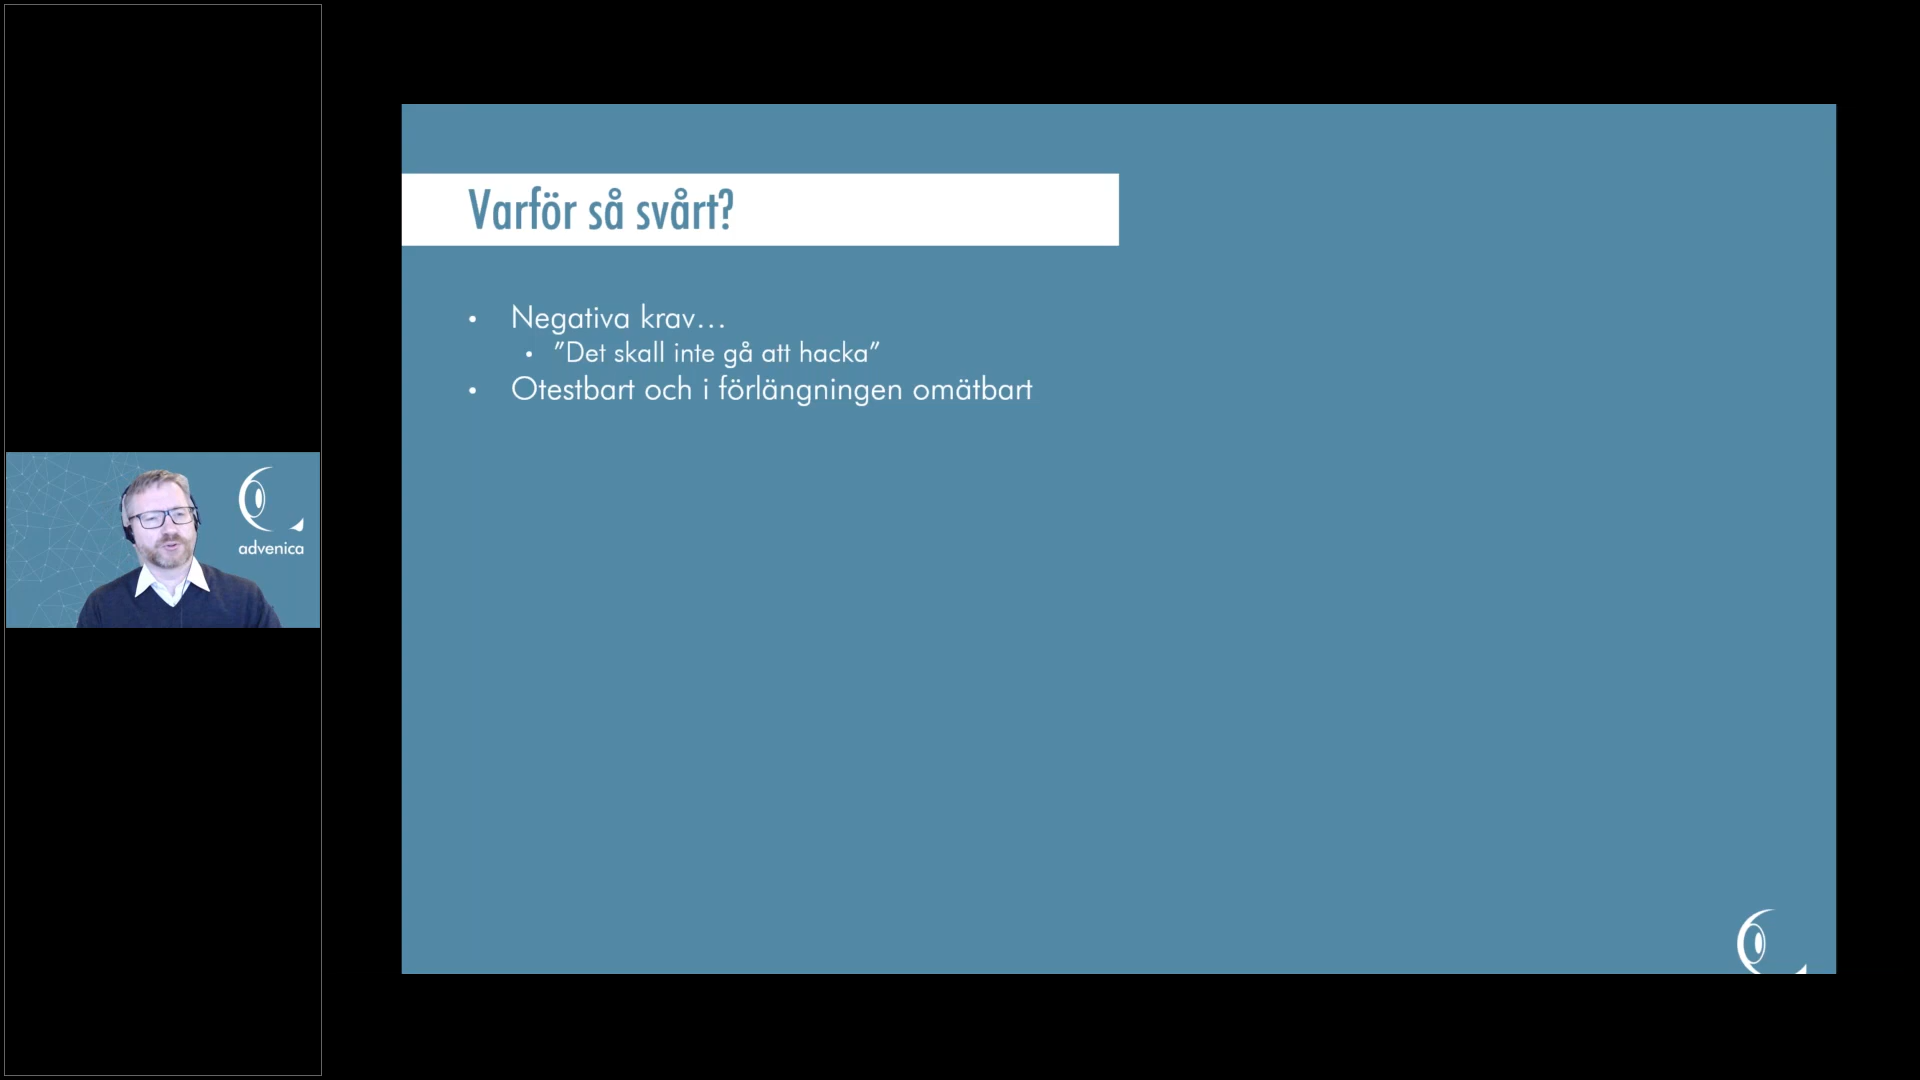 Varför så svårt?
• Negativa krav...
• ”Det skall inte gå att hacka”
• Otestbart och i förlängningen omätbart
advenica